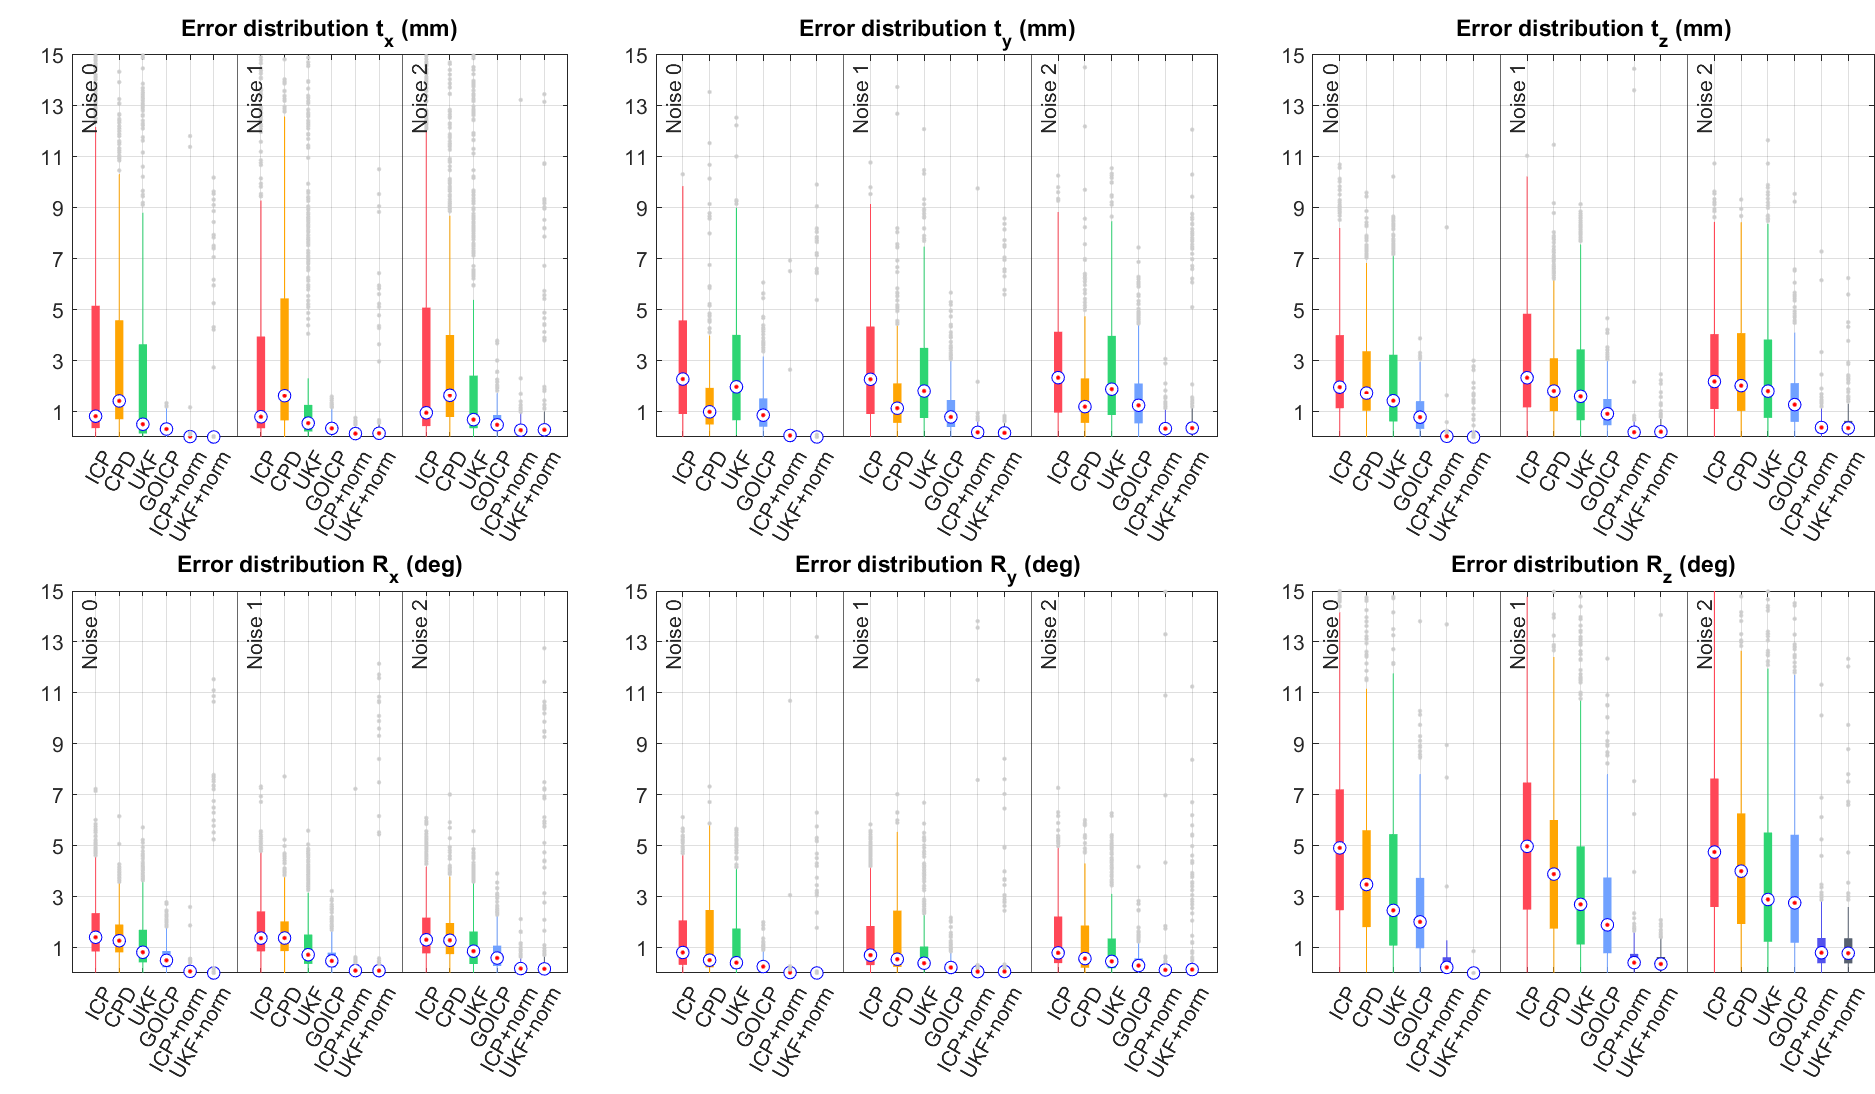 Error distribution tx (mm)
15
13
11
9
7
5
3
1
Noise 0
Noise 1
Noise 2
ICP
CPD
UKF
GOICP
ICP+norm
UKF+norm
ICP
CPD
UKF
GOICP
ICP+norm
UKF+norm
ICP
CPD
UKF
GOICP
ICP+norm
UKF+norm
Error distribution ty (mm)
15
13
11
9
7
5
3
1
Noise 0
Noise 1
Noise 2
ICP
CPD
UKF
GOICP
ICP+norm
UKF+norm
ICP
CPD
UKF
GOICP
ICP+norm
UKF+norm
ICP
CPD
UKF
GOICP
ICP+norm
UKF+norm
Error distribution tz (mm)
15
13
11
9
7
5
3
1
Noise 0
Noise 1
Noise 2
ICP
CPD
UKF
GOICP
ICP+norm
UKF+norm
ICP
CPD
UKF
GOICP
ICP+norm
UKF+norm
ICP
CPD
UKF
GOICP
ICP+norm
UKF+norm
Error distribution Rx (deg)
15
13
11
9
7
5
3
1
Noise 0
Noise 1
Noise 2
ICP
CPD
UKF
GOICP
ICP+norm
UKF+norm
ICP
CPD
UKF
GOICP
ICP+norm
UKF+norm
ICP
CPD
UKF
GOICP
ICP+norm
UKF+norm
Error distribution Ry (deg)
15
13
11
9
7
5
3
1
Noise 0
Noise 1
Noise 2
ICP
CPD
UKF
GOICP
ICP+norm
UKF+norm
ICP
CPD
UKF
GOICP
ICP+norm
UKF+norm
ICP
CPD
UKF
GOICP
ICP+norm
UKF+norm
Error distribution Rz (deg)
15
13
11
9
7
5
3
1
Noise 0
Noise 1
Noise 2
ICP
CPD
UKF
GOICP
ICP+norm
UKF+norm
ICP
CPD
UKF
GOICP
ICP+norm
UKF+norm
ICP
CPD
UKF
GOICP
ICP+norm
UKF+norm